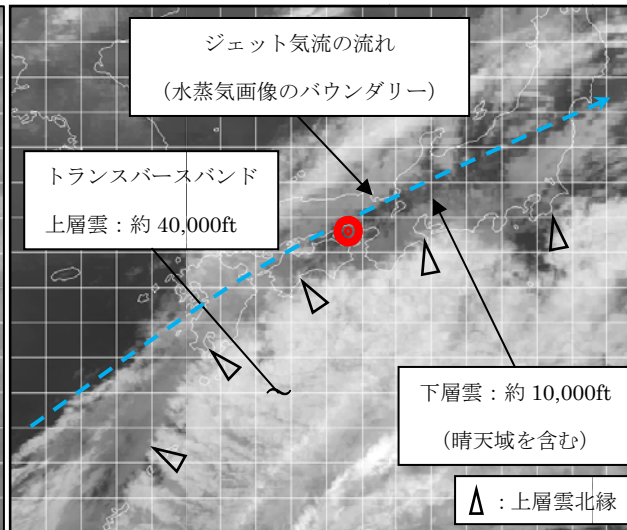 ジェット気流の流れ
（水蒸気画像のバウンダリー）
トランスバースバンド
上層雲：約 40,000ft
下層雲：約 10,000ft
（晴天域を含む）
：上層雲北縁